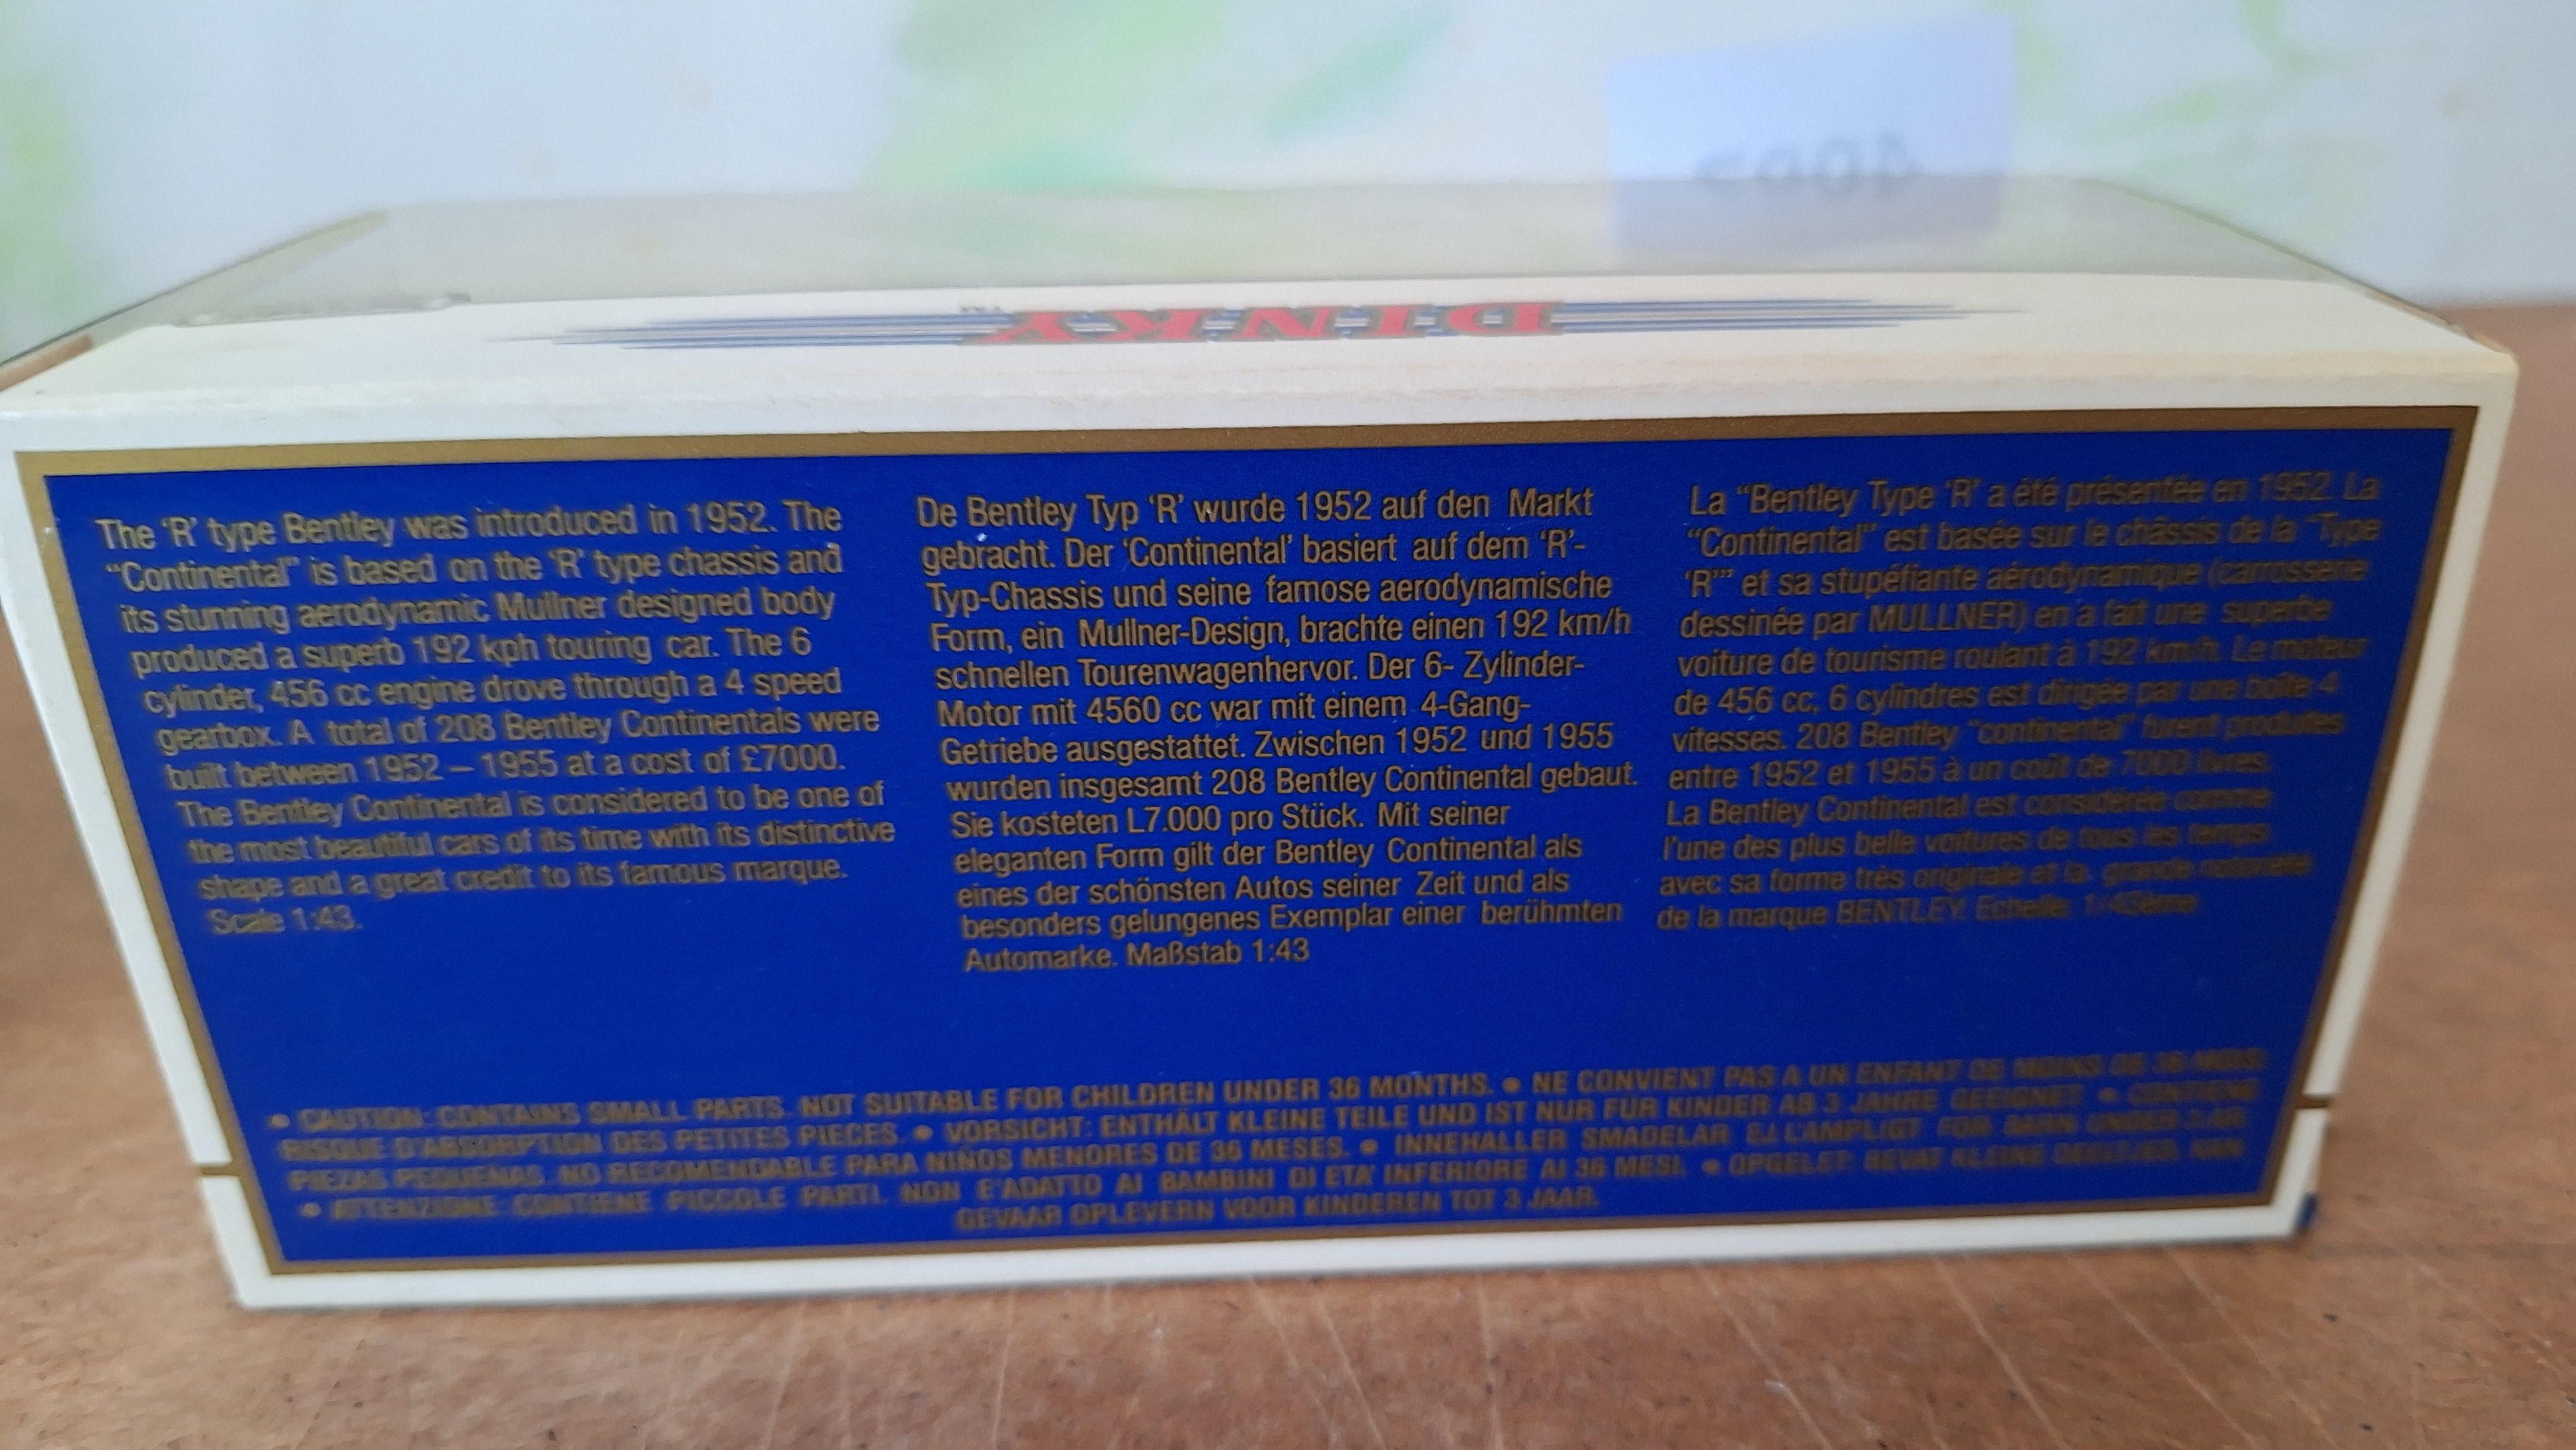 DINKY
The 'R' type Bentley was introduced in 1952. The
"Continental" is based on the 'R' type chassis and
its stunning aerodynamic Mullner designed body
produced a superb 192 kph touring car. The 6
cylinder, 456 cc engine drove through a 4 speed
gearbox. A total of 208 Bentley Continentals were
built between 1952 – 1955 at a cost of £7000.
The Bentley Continental is considered to be one of
the most beautiful cars of its time with its distinctive
shape and a great credit to its famous marque.
Scale 1:43.
De Bentley Typ 'R' wurde 1952 auf den Markt
gebracht. Der 'Continental' basiert auf dem 'R'-
Typ-Chassis und seine famose aerodynamische
Form, ein Mullner-Design, brachte einen 192 km/h
schnellen Tourenwagenhervor. Der 6- Zylinder-
Motor mit 4560 cc war mit einem 4-Gang-
Getriebe ausgestattet. Zwischen 1952 und 1955
wurden insgesamt 208 Bentley Continental gebaut.
Sie kosteten L7.000 pro Stück. Mit seiner
eleganten Form gilt der Bentley Continental als
eines der schönsten Autos seiner Zeit und als
besonders gelungenes Exemplar einer berühmten
Automarke. Maßstab 1:43
La "Bentley Type 'R' a été présentée en 1952. La
"Continental" est basée sur le châssis de la "Type
'R'" et sa stupéfiante aérodynamique (carrosserie
dessinée par MULLNER) en a fait une superbe
voiture de tourisme roulant à 192 km/h. Le moteur
de 456 cc, 6 cylindres est dirigée par une boîte 4
vitesses. 208 Bentley "continental" furent produites
entre 1952 et 1955 à un coût de 7000 livres.
La Bentley Continental est considérée comme
l'une des plus belle voitures de tous les temps
avec sa forme très originale et la grande notoriété
de la marque BENTLEY. Echelle 1/43ème
• CAUTION: CONTAINS SMALL PARTS. NOT SUITABLE FOR CHILDREN UNDER 36 MONTHS. • NE CONVIENT PAS A UN ENFANT DE MOINS DE 36 MOIS.
RISQUE D'ABSORPTION DES PETITES PIECES. • VORSICHT: ENTHÄLT KLEINE TEILE UND IST NUR FÜR KINDER AB 3 JAHRE GEEIGNET • CONTIENE
PIEZAS PEQUENAS. NO RECOMENDABLE PARA NIÑOS MENORES DE 36 MESES. • INNEHALLER SMADELAR EJ LAMPLIGT FOR BARN UNDER 3 AR
• ATTENZIONE: CONTIENE PICCOLE PARTI. NON E'ADATTO AI BAMBINI DI ETA' INFERIORE AI 36 MESI. • OPGELET: BEVAT KLEINE
GEVAAR OPLEVERN VOOR KINDEREN TOT 3 JAAR.